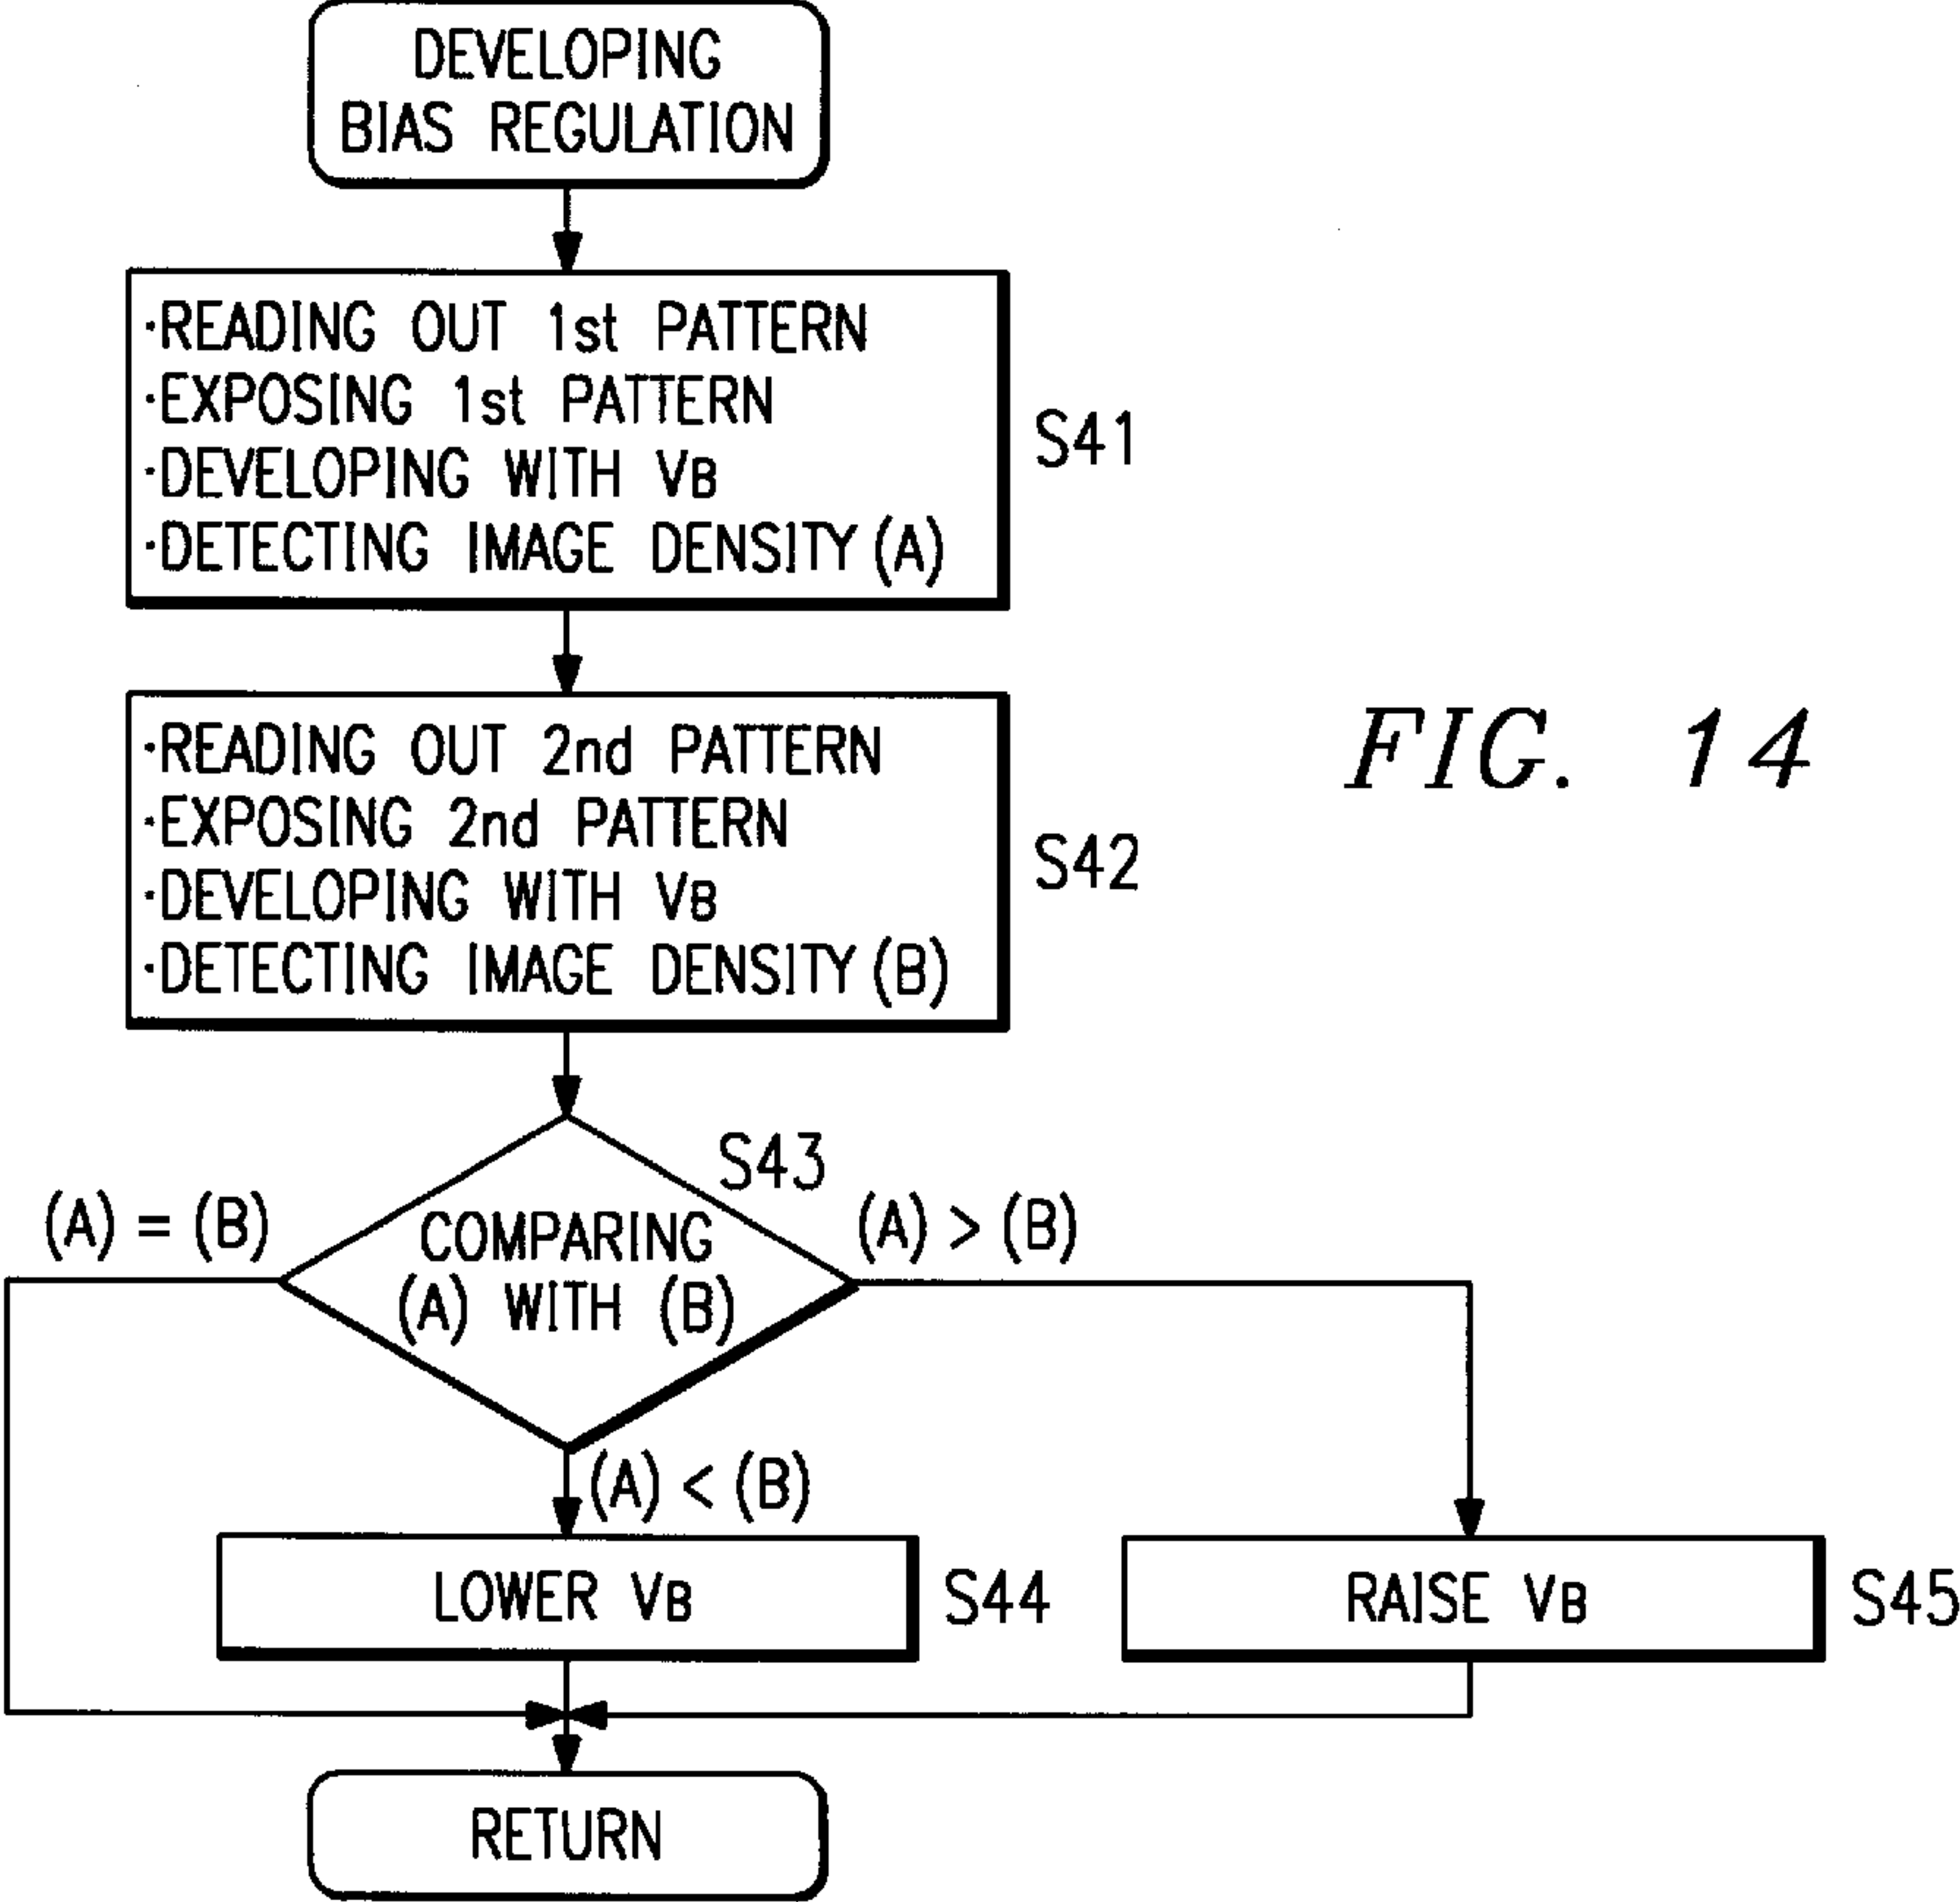 DEVELOPING
BIAS REGULATION
·READING OUT 1st PATTERN
·EXPOSING 1st PATTERN
·DEVELOPING WITH VB
·DETECTING IMAGE DENSITY (A)
S41
·READING OUT 2nd PATTERN
·EXPOSING 2nd PATTERN
·DEVELOPING WITH VB
·DETECTING IMAGE DENSITY (B)
S42
FIG. 14
S43
(A) = (B)
COMPARING
(A) WITH (B)
(A) > (B)
(A) < (B)
LOWER VB
S44
RAISE VB
S45
RETURN